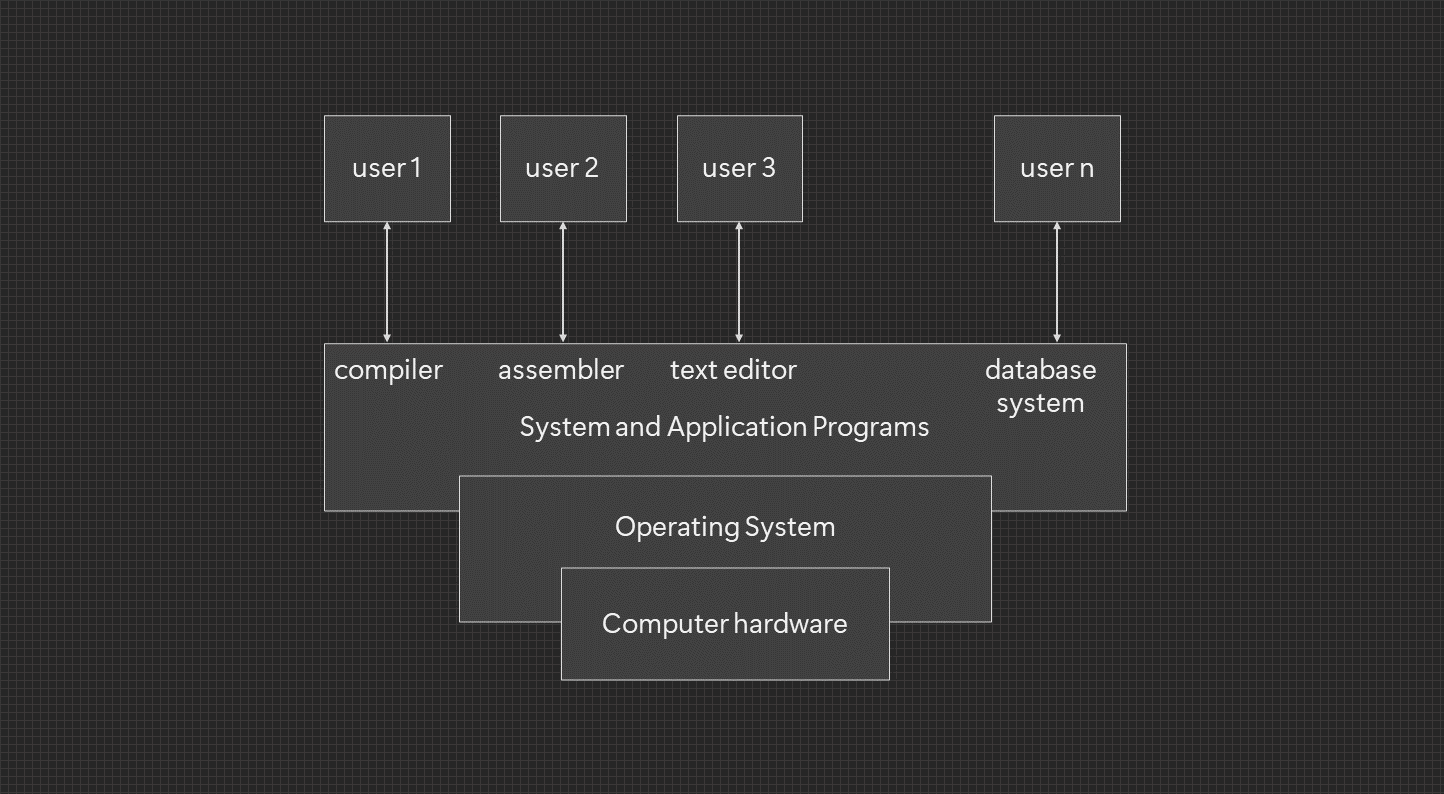 user 1
user 2
user 3
user n
compiler
assembler
text editor
database
system
System and Application Programs
Operating System
Computer hardware